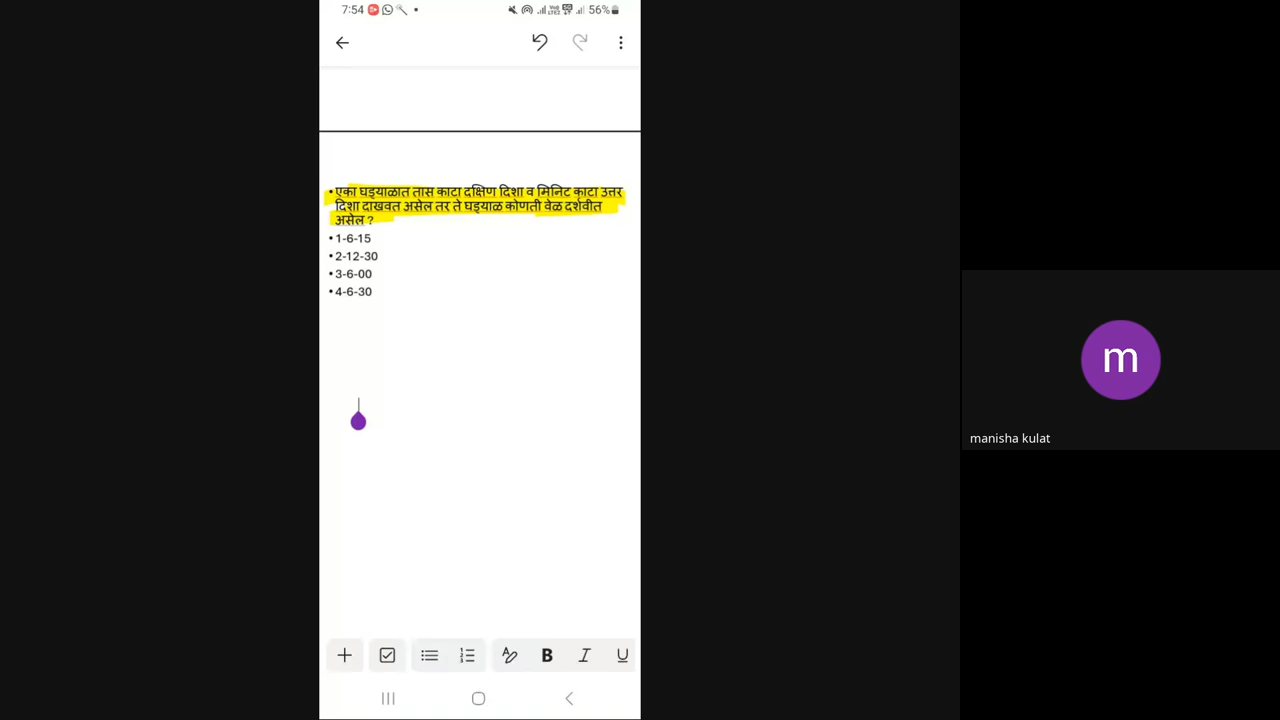 7:54 56%
• एका घड्याळात तास काटा दक्षिण दिशा व मिनिट काटा उत्तर
दिशा दाखवत असेल तर ते घड्याळ कोणती वेळ दर्शवीत
असेल ?
• 1-6-15
• 2-12-30
• 3-6-00
• 4-6-30
B I U
m
manisha kulat